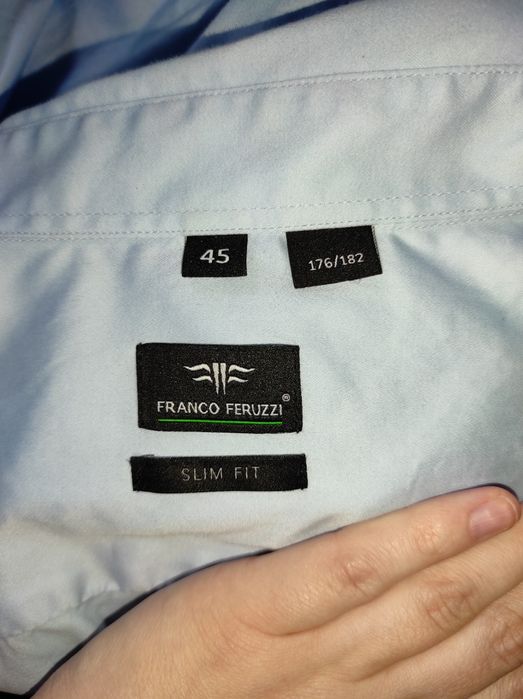 45
176/182
FRANCO FERUZZI®
SLIM FIT